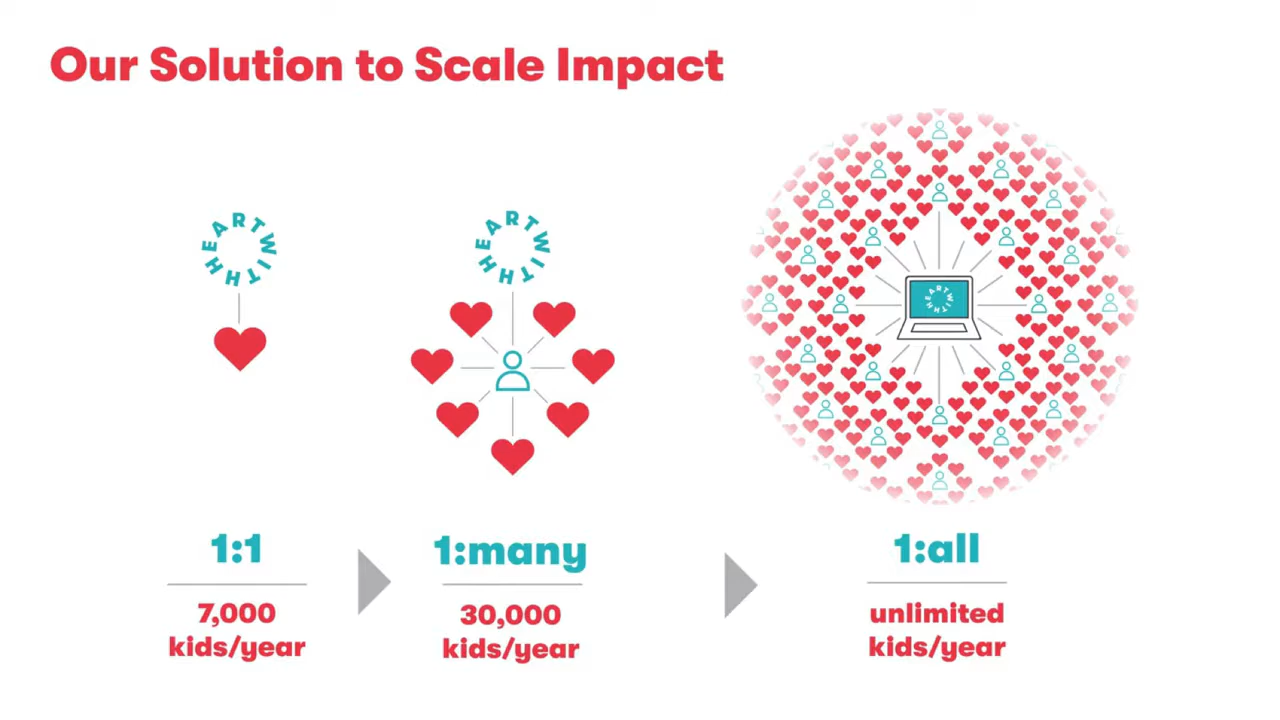 Our Solution to Scale Impact
HEARTWITH
HEARTWITH
HEARTWITH
1:1
1:many
1:all
7,000
kids/year
30,000
kids/year
unlimited
kids/year